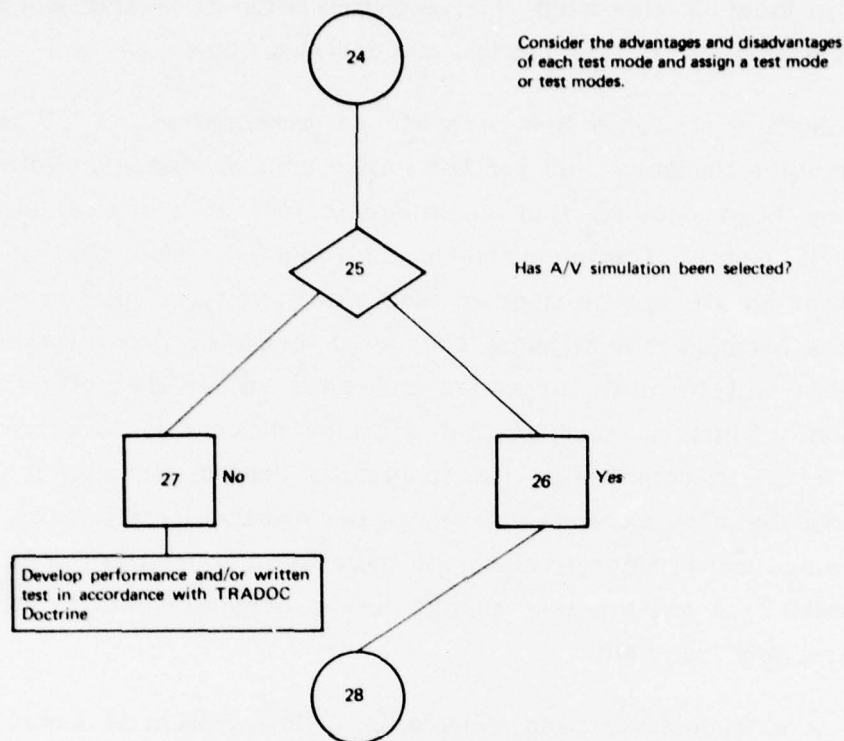 24
Consider the advantages and disadvantages
of each test mode and assign a test mode
or test modes.
25
Has A/V simulation been selected?
27
No
26
Yes
Develop performance and/or written
test in accordance with TRADOC
Doctrine
28